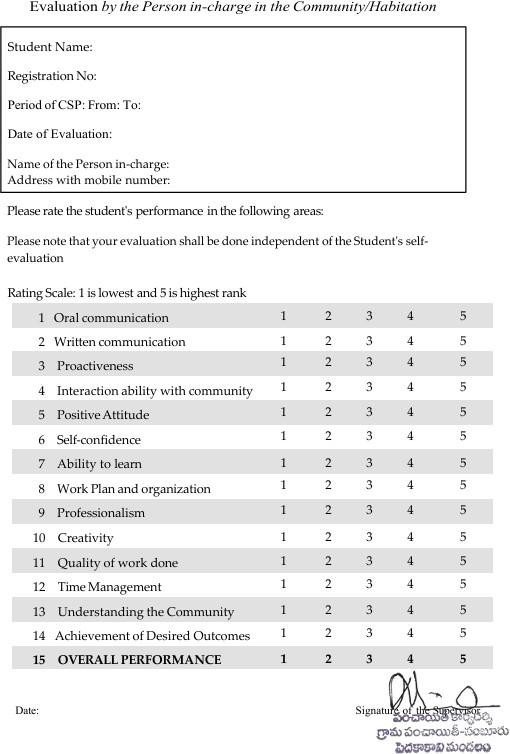 Evaluation by the Person in-charge in the Community/Habitation
Student Name:
Registration No:
Period of CSP: From: To:
Date of Evaluation:
Name of the Person in-charge:
Address with mobile number:
Please rate the student's performance in the following areas:
Please note that your evaluation shall be done independent of the Student's self-
evaluation
Rating Scale: 1 is lowest and 5 is highest rank
1 Oral communication 1 2 3 4 5
2 Written communication 1 2 3 4 5
3 Proactiveness 1 2 3 4 5
4 Interaction ability with community 1 2 3 4 5
5 Positive Attitude 1 2 3 4 5
6 Self-confidence 1 2 3 4 5
7 Ability to learn 1 2 3 4 5
8 Work Plan and organization 1 2 3 4 5
9 Professionalism 1 2 3 4 5
10 Creativity 1 2 3 4 5
11 Quality of work done 1 2 3 4 5
12 Time Management 1 2 3 4 5
13 Understanding the Community 1 2 3 4 5
14 Achievement of Desired Outcomes 1 2 3 4 5
15 OVERALL PERFORMANCE 1 2 3 4 5
Date: Signature of the Supervisor
పంచాయితీ కార్యదర్శి
గ్రామ పంచాయితీ-నంబూరు
పెదకాకాని మండలం